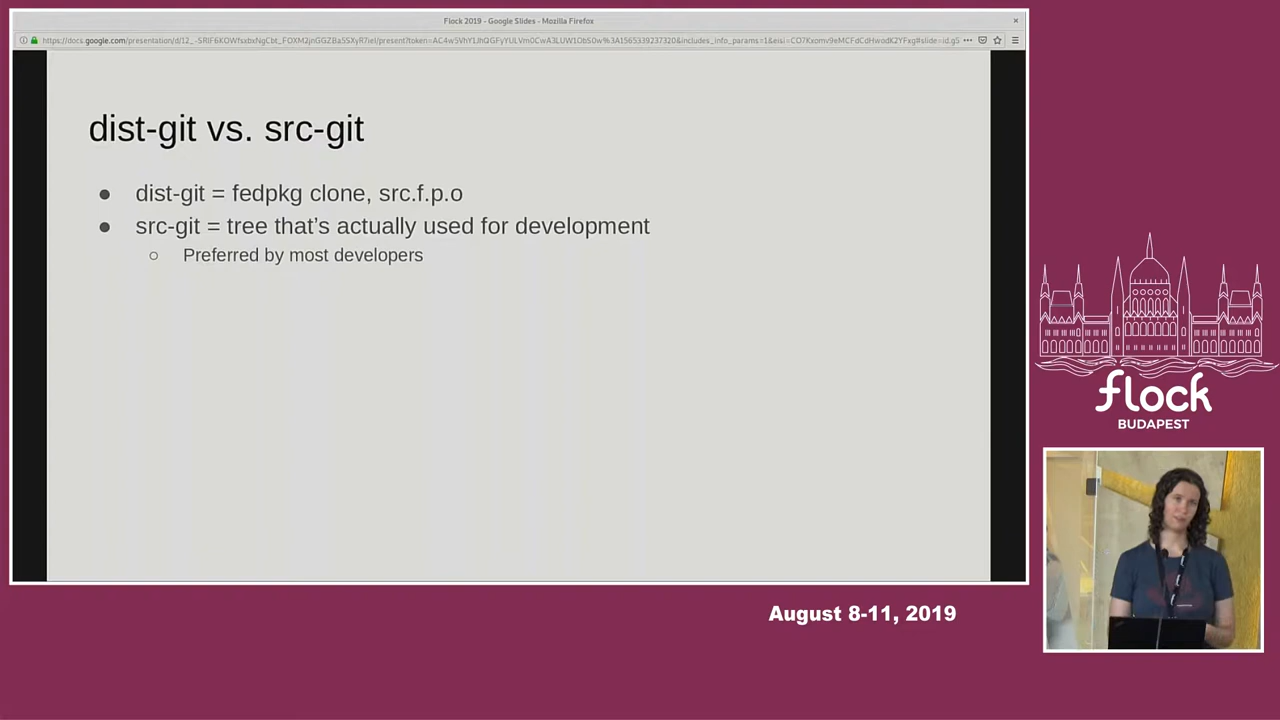 Flock 2019 - Google Slides - Mozilla Firefox
×
dist-git vs. src-git
● dist-git = fedpkg clone, src.f.p.o
● src-git = tree that's actually used for development
○ Preferred by most developers
flock
BUDAPEST
August 8-11, 2019